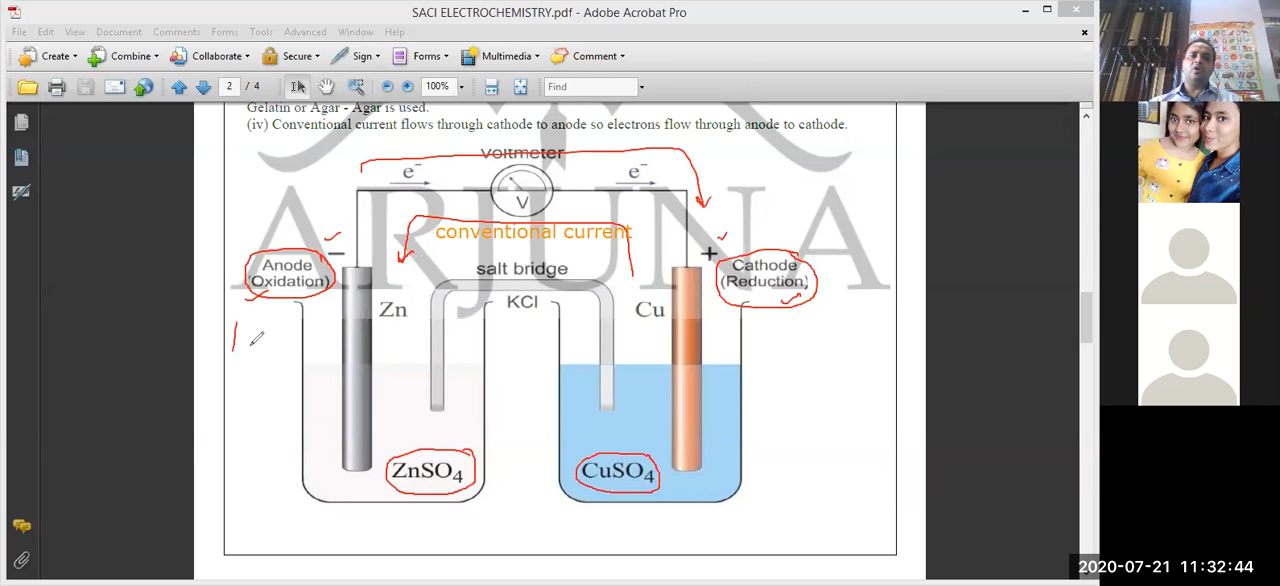 SACI ELECTROCHEMISTRY.pdf - Adobe Acrobat Pro
File Edit View Document Comments Forms Tools Advanced Window Help
Create Combine Collaborate Secure Sign Forms Multimedia Comment
2 / 4 100% Find
Gelatin or Agar - Agar is used.
(iv) Conventional current flows through cathode to anode so electrons flow through anode to cathode.
voltmeter
e⁻ e⁻
V
ARJUNA
conventional current
− +
Anode
(Oxidation)
salt bridge
Cathode
(Reduction)
Zn KCl Cu
ZnSO₄ CuSO₄
2020-07-21 11:32:44